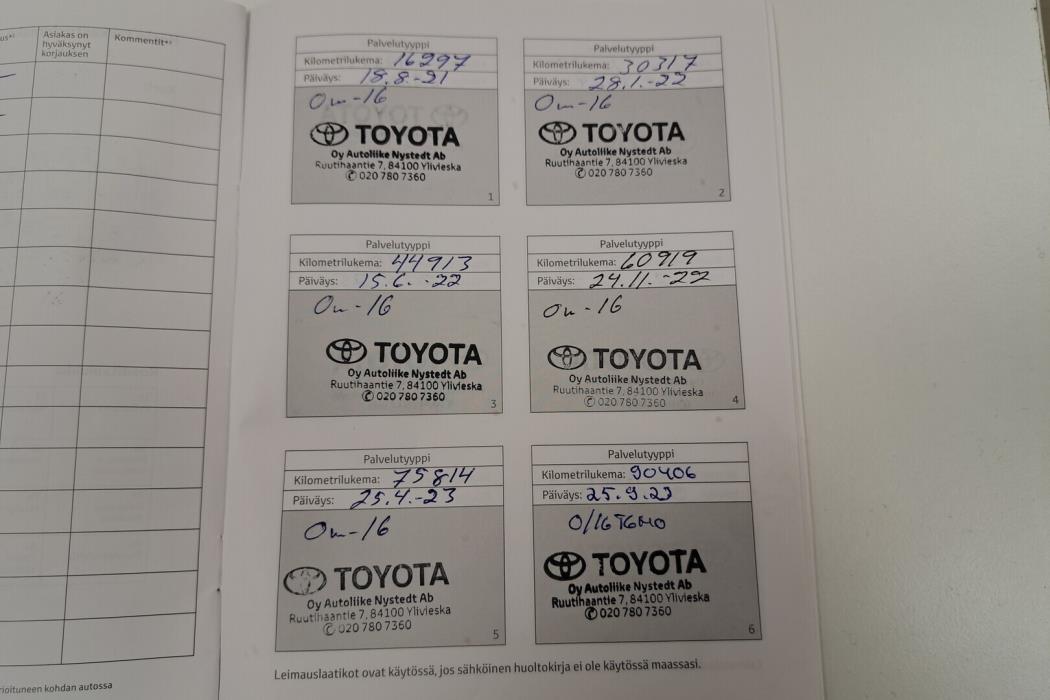 Asiakas on
hyväksynyt
korjauksen
Kommentit
Palvelutyyppi
Kilometrilukema: 16297
Päiväys: 18.8.-21
On-16
TOYOTA
Oy Autoliike Nystedt Ab
Ruutihaantie 7, 84100 Ylivieska
✆ 020 780 7360
1
Palvelutyyppi
Kilometrilukema: 30317
Päiväys: 28.1.-22
On-16
TOYOTA
Oy Autoliike Nystedt Ab
Ruutihaantie 7, 84100 Ylivieska
✆ 020 780 7360
2
Palvelutyyppi
Kilometrilukema: 44913
Päiväys: 15.6.-22
On-16
TOYOTA
Oy Autoliike Nystedt Ab
Ruutihaantie 7, 84100 Ylivieska
✆ 020 780 7360
3
Palvelutyyppi
Kilometrilukema: 60919
Päiväys: 24.11.-22
On-16
TOYOTA
Oy Autoliike Nystedt Ab
Ruutihaantie 7, 84100 Ylivieska
✆ 020 780 7360
4
Palvelutyyppi
Kilometrilukema: 75814
Päiväys: 25.4.-23
On-16
TOYOTA
Oy Autoliike Nystedt Ab
Ruutihaantie 7, 84100 Ylivieska
✆ 020 780 7360
5
Palvelutyyppi
Kilometrilukema: 90406
Päiväys: 25.9.23
TOYOTA
Oy Autoliike Nystedt Ab
Ruutihaantie 7, 84100 Ylivieska
✆ 020 780 7360
6
Leimauslaatikot ovat käytössä, jos sähköinen huoltokirja ei ole käytössä maassasi.
kohdan autossa